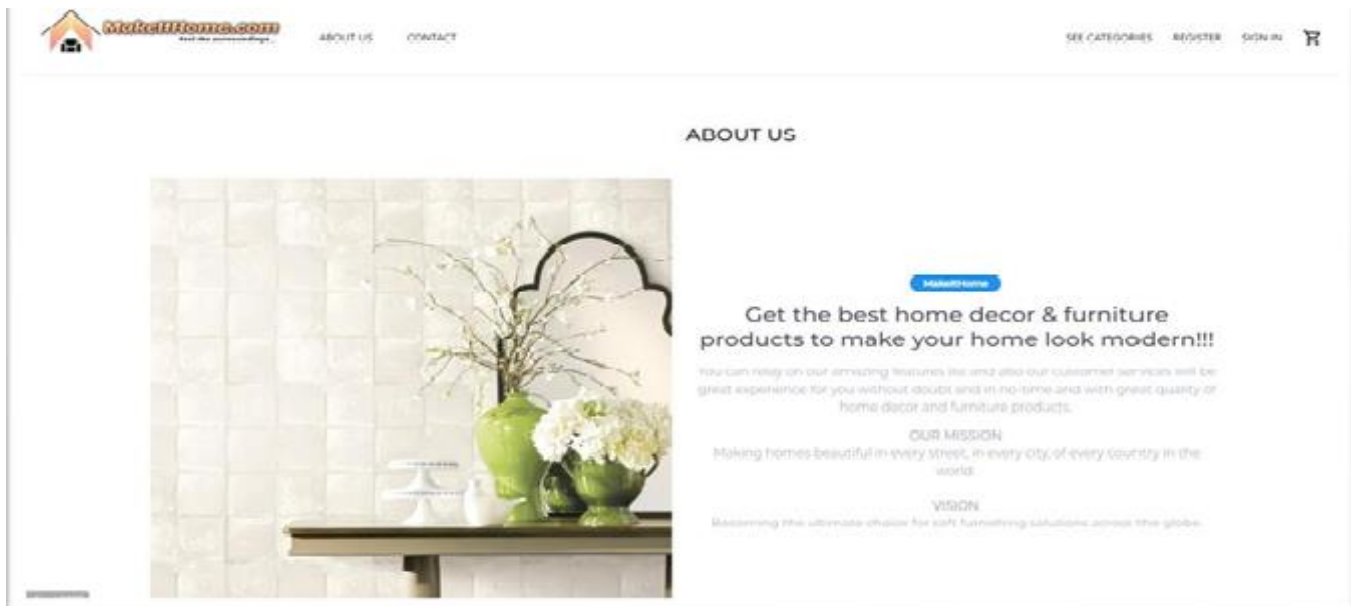 MakeItHome.com
Feel the surroundings...
ABOUT US
CONTACT
SEE CATEGORIES
REGISTER
SIGN IN
ABOUT US
MakeItHome
Get the best home decor & furniture
products to make your home look modern!!!
You can relay on our amazing features list and also our customer services will be
great experience for you without doubt and in no-time and with great quality of
home decor and furniture products.
OUR MISSION
Making homes beautiful in every street, in every city, of every country in the
world.
VISION
Becoming the ultimate choice for soft furnishing solutions across the globe.